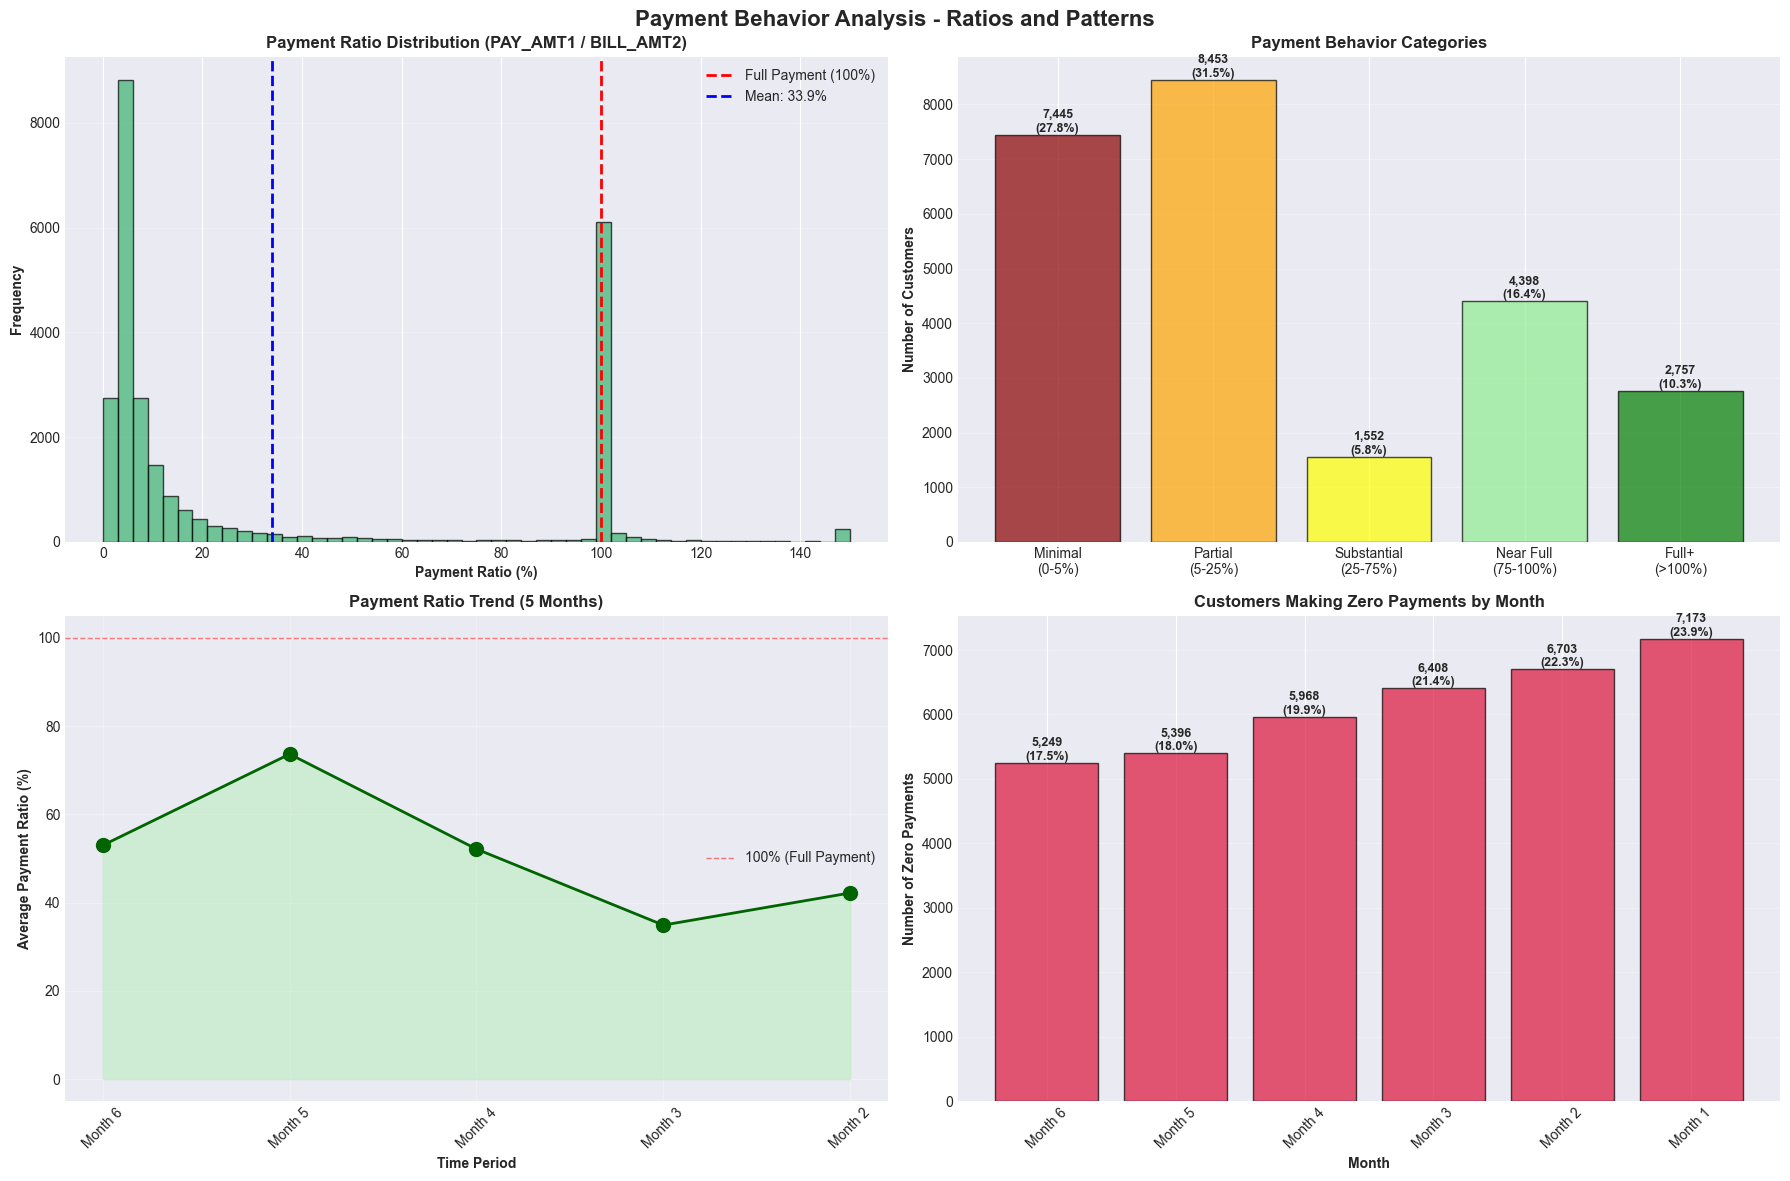 Payment Behavior Analysis - Ratios and Patterns
Payment Ratio Distribution (PAY_AMT1 / BILL_AMT2)
Full Payment (100%)
Mean: 33.9%
8000
6000
4000
2000
0
Frequency
0 20 40 60 80 100 120 140
Payment Ratio (%)
Payment Behavior Categories
8000
7000
6000
5000
4000
3000
2000
1000
0
Number of Customers
7,445
(27.8%)
8,453
(31.5%)
1,552
(5.8%)
4,398
(16.4%)
2,757
(10.3%)
Minimal
(0-5%)
Partial
(5-25%)
Substantial
(25-75%)
Near Full
(75-100%)
Full+
(>100%)
Payment Ratio Trend (5 Months)
100
80
60
40
20
0
Average Payment Ratio (%)
100% (Full Payment)
Month 6
Month 5
Month 4
Month 3
Month 2
Time Period
Customers Making Zero Payments by Month
7000
6000
5000
4000
3000
2000
1000
0
Number of Zero Payments
5,249
(17.5%)
5,396
(18.0%)
5,968
(19.9%)
6,408
(21.4%)
6,703
(22.3%)
7,173
(23.9%)
Month 6
Month 5
Month 4
Month 3
Month 2
Month 1
Month